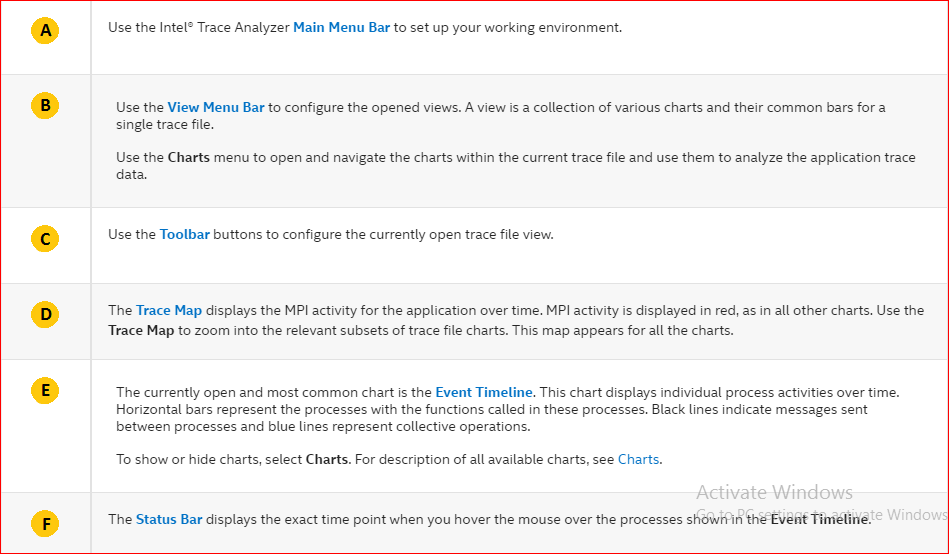 A
Use the Intel® Trace Analyzer Main Menu Bar to set up your working environment.
B
Use the View Menu Bar to configure the opened views. A view is a collection of various charts and their common bars for a
single trace file.
Use the Charts menu to open and navigate the charts within the current trace file and use them to analyze the application trace
data.
C
Use the Toolbar buttons to configure the currently open trace file view.
D
The Trace Map displays the MPI activity for the application over time. MPI activity is displayed in red, as in all other charts. Use the
Trace Map to zoom into the relevant subsets of trace file charts. This map appears for all the charts.
E
The currently open and most common chart is the Event Timeline. This chart displays individual process activities over time.
Horizontal bars represent the processes with the functions called in these processes. Black lines indicate messages sent
between processes and blue lines represent collective operations.
To show or hide charts, select Charts. For description of all available charts, see Charts.
Activate Windows
Go to PC settings to activate Windows
F
The Status Bar displays the exact time point when you hover the mouse over the processes shown in the Event Timeline.